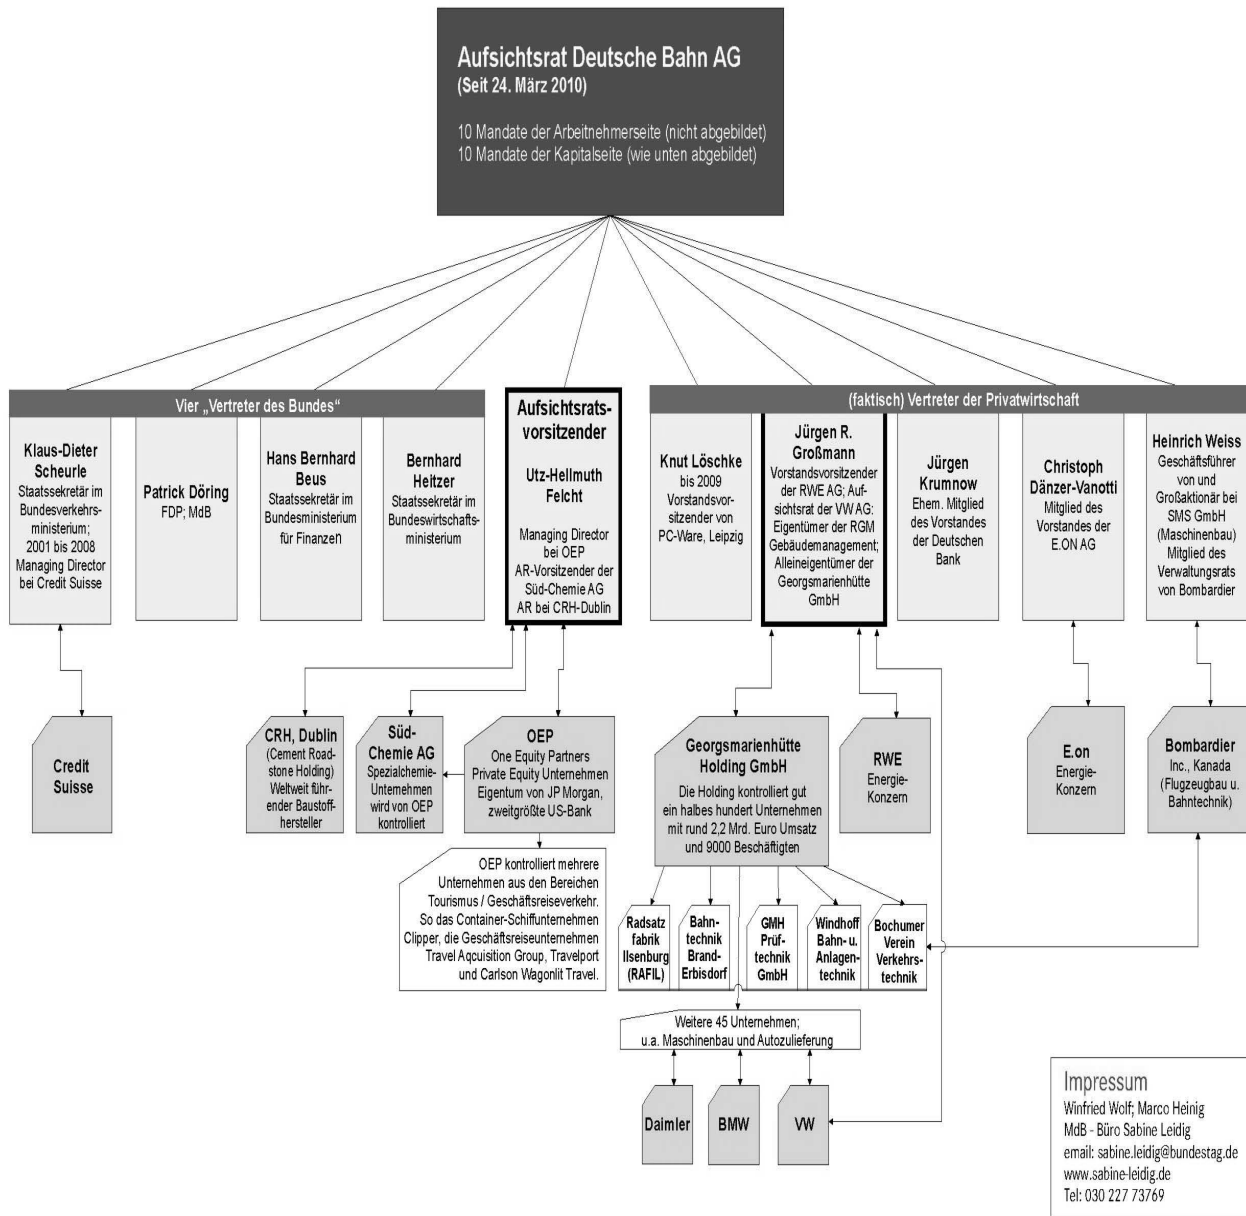 Aufsichtsrat Deutsche Bahn AG
(Seit 24. März 2010)
10 Mandate der Arbeitnehmerseite (nicht abgebildet)
10 Mandate der Kapitalseite (wie unten abgebildet)
Vier „Vertreter des Bundes"
Klaus-Dieter
Scheurle
Staatssekretär im
Bundesverkehrs-
ministerium;
2001 bis 2008
Managing Director
bei Credit Suisse
Patrick Döring
FDP; MdB
Hans Bernhard
Beus
Staatssekretär im
Bundesministerium
für Finanzen
Bernhard
Heitzer
Staatssekretär im
Bundeswirtschafts-
ministerium
Aufsichtsrats-
vorsitzender
Utz-Hellmuth
Felcht
Managing Director
bei OEP
AR-Vorsitzender der
Süd-Chemie AG
AR bei CRH-Dublin
(faktisch) Vertreter der Privatwirtschaft
Knut Löschke
bis 2009
Vorstandsvor-
sitzender von
PC-Ware, Leipzig
Jürgen R.
Großmann
Vorstandsvorsitzender
der RWE AG; Auf-
sichtsrat der VW AG:
Eigentümer der RGM
Gebäudemanagement;
Alleineigentümer der
Georgsmarienhütte
GmbH
Jürgen
Krumnow
Ehem. Mitglied
des Vorstandes
der Deutschen
Bank
Christoph
Dänzer-Vanotti
Mitglied des
Vorstandes der
E.ON AG
Heinrich Weiss
Geschäftsführer
von und
Großaktionär bei
SMS GmbH
(Maschinenbau)
Mitglied des
Verwaltungsrats
von Bombardier
Credit
Suisse
CRH, Dublin
(Cement Road-
stone Holding)
Weltweit füh-
render Baustoff-
hersteller
Süd-
Chemie AG
Spezialchemie-
Unternehmen
wird von OEP
kontrolliert
OEP
One Equity Partners
Private Equity Unternehmen
Eigentum von JP Morgan,
zweitgrößte US-Bank
Georgsmarienhütte
Holding GmbH
Die Holding kontrolliert gut
ein halbes hundert Unternehmen
mit rund 2,2 Mrd. Euro Umsatz
und 9000 Beschäftigten
RWE
Energie-
Konzern
E.on
Energie-
Konzern
Bombardier
Inc., Kanada
(Flugzeugbau u.
Bahntechnik)
OEP kontrolliert mehrere
Unternehmen aus den Bereichen
Tourismus / Geschäftsreiseverkehr.
So das Container-Schiffunternehmen
Clipper, die Geschäftsreiseunternehmen
Travel Aqcuisition Group, Travelport
und Carlson Wagonlit Travel.
Radsatz
fabrik
Ilsenburg
(RAFIL)
Bahn-
technik
Brand-
Erbisdorf
GMH
Prüf-
technik
GmbH
Windhoff
Bahn- u.
Anlagen-
technik
Bochumer
Verein
Verkehrs-
technik
Weitere 45 Unternehmen;
u.a. Maschinenbau und Autozulieferung
Daimler
BMW
VW
Impressum
Winfried Wolf; Marco Heinig
MdB - Büro Sabine Leidig
email: sabine.leidig@bundestag.de
www.sabine-leidig.de
Tel: 030 227 73769